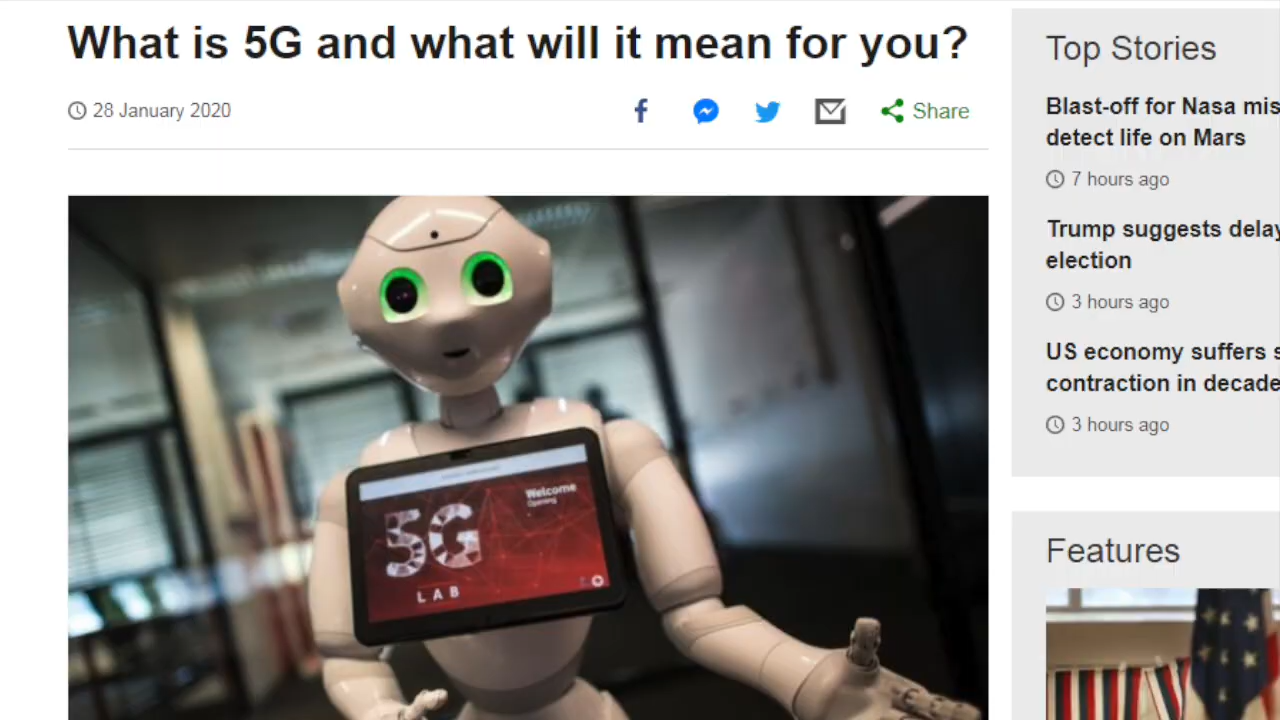 What is 5G and what will it mean for you?
28 January 2020
Share
Top Stories
Blast-off for Nasa mis
detect life on Mars
7 hours ago
Trump suggests delay
election
3 hours ago
US economy suffers s
contraction in decade
3 hours ago
Features
Welcome
Opening
5G
LAB